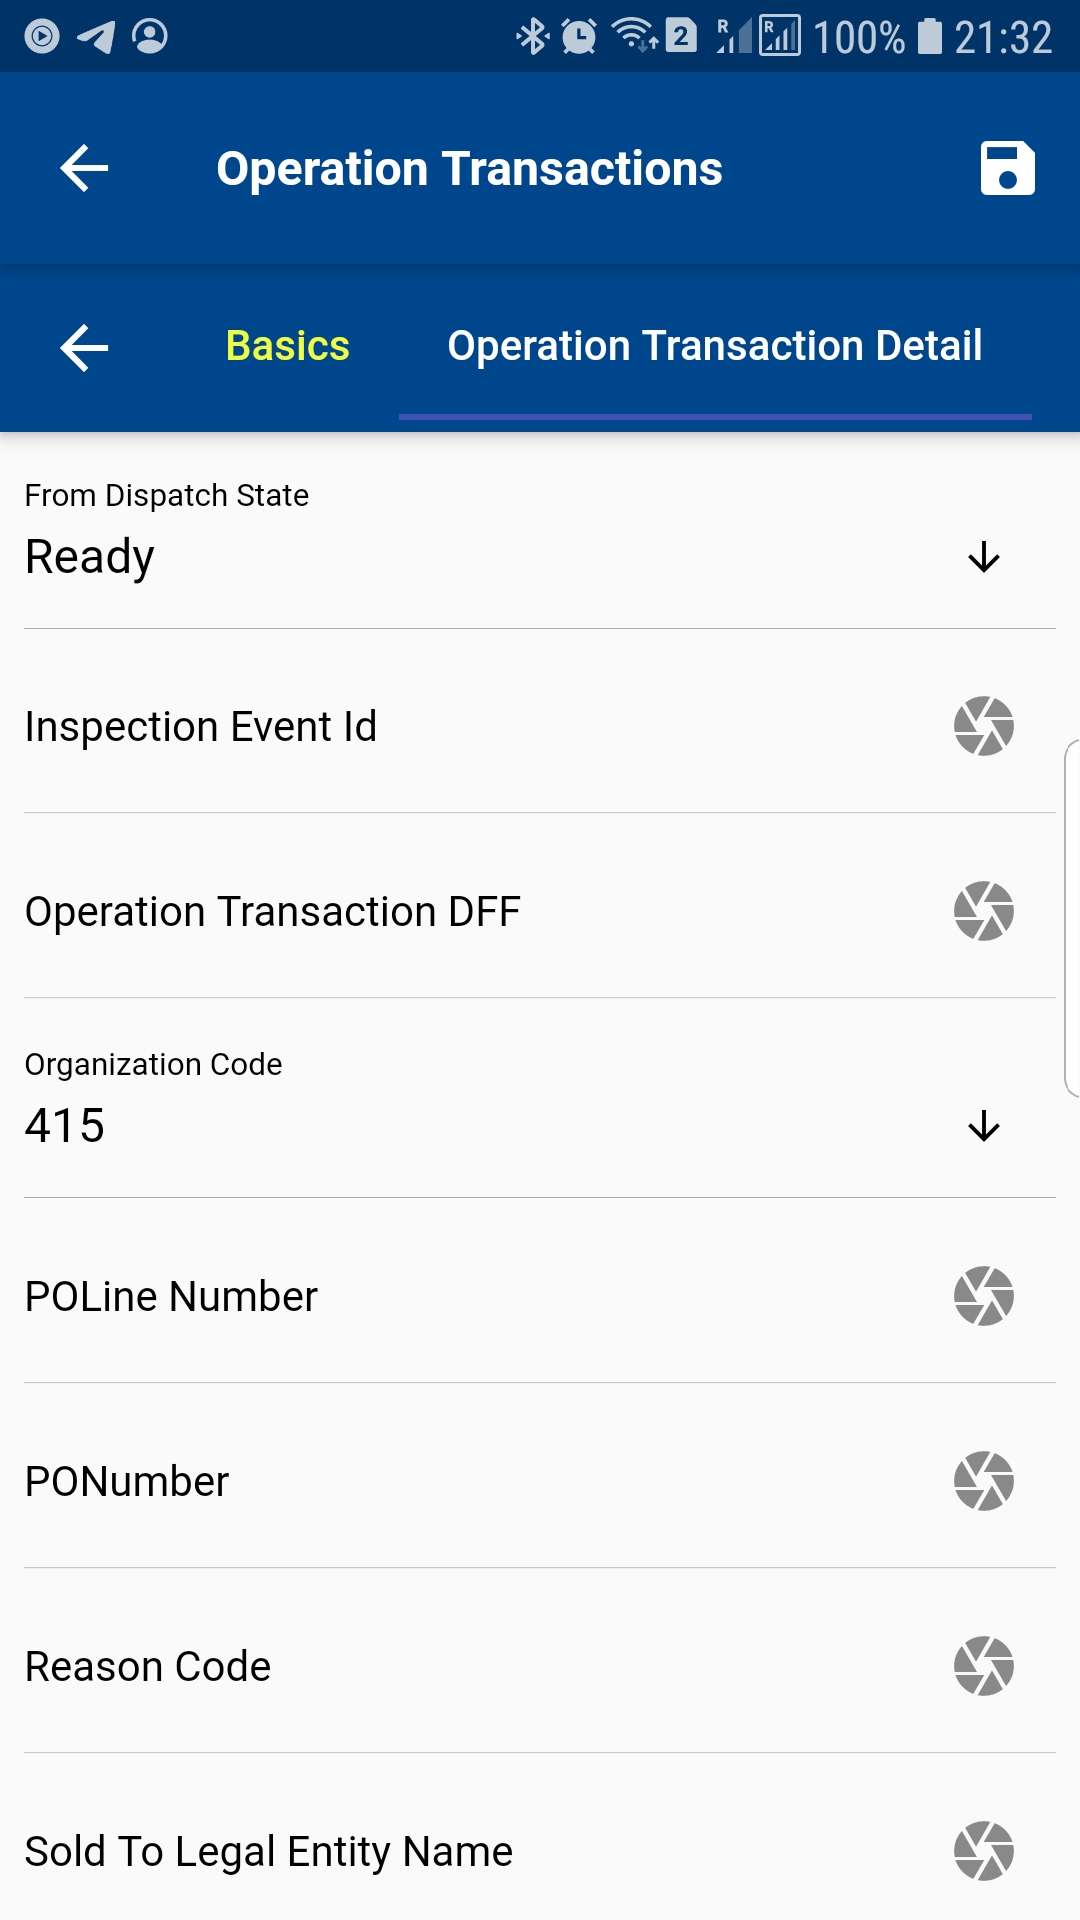 2 R R 100% 21:32
Operation Transactions
Basics Operation Transaction Detail
From Dispatch State
Ready
Inspection Event Id
Operation Transaction DFF
Organization Code
415
POLine Number
PONumber
Reason Code
Sold To Legal Entity Name